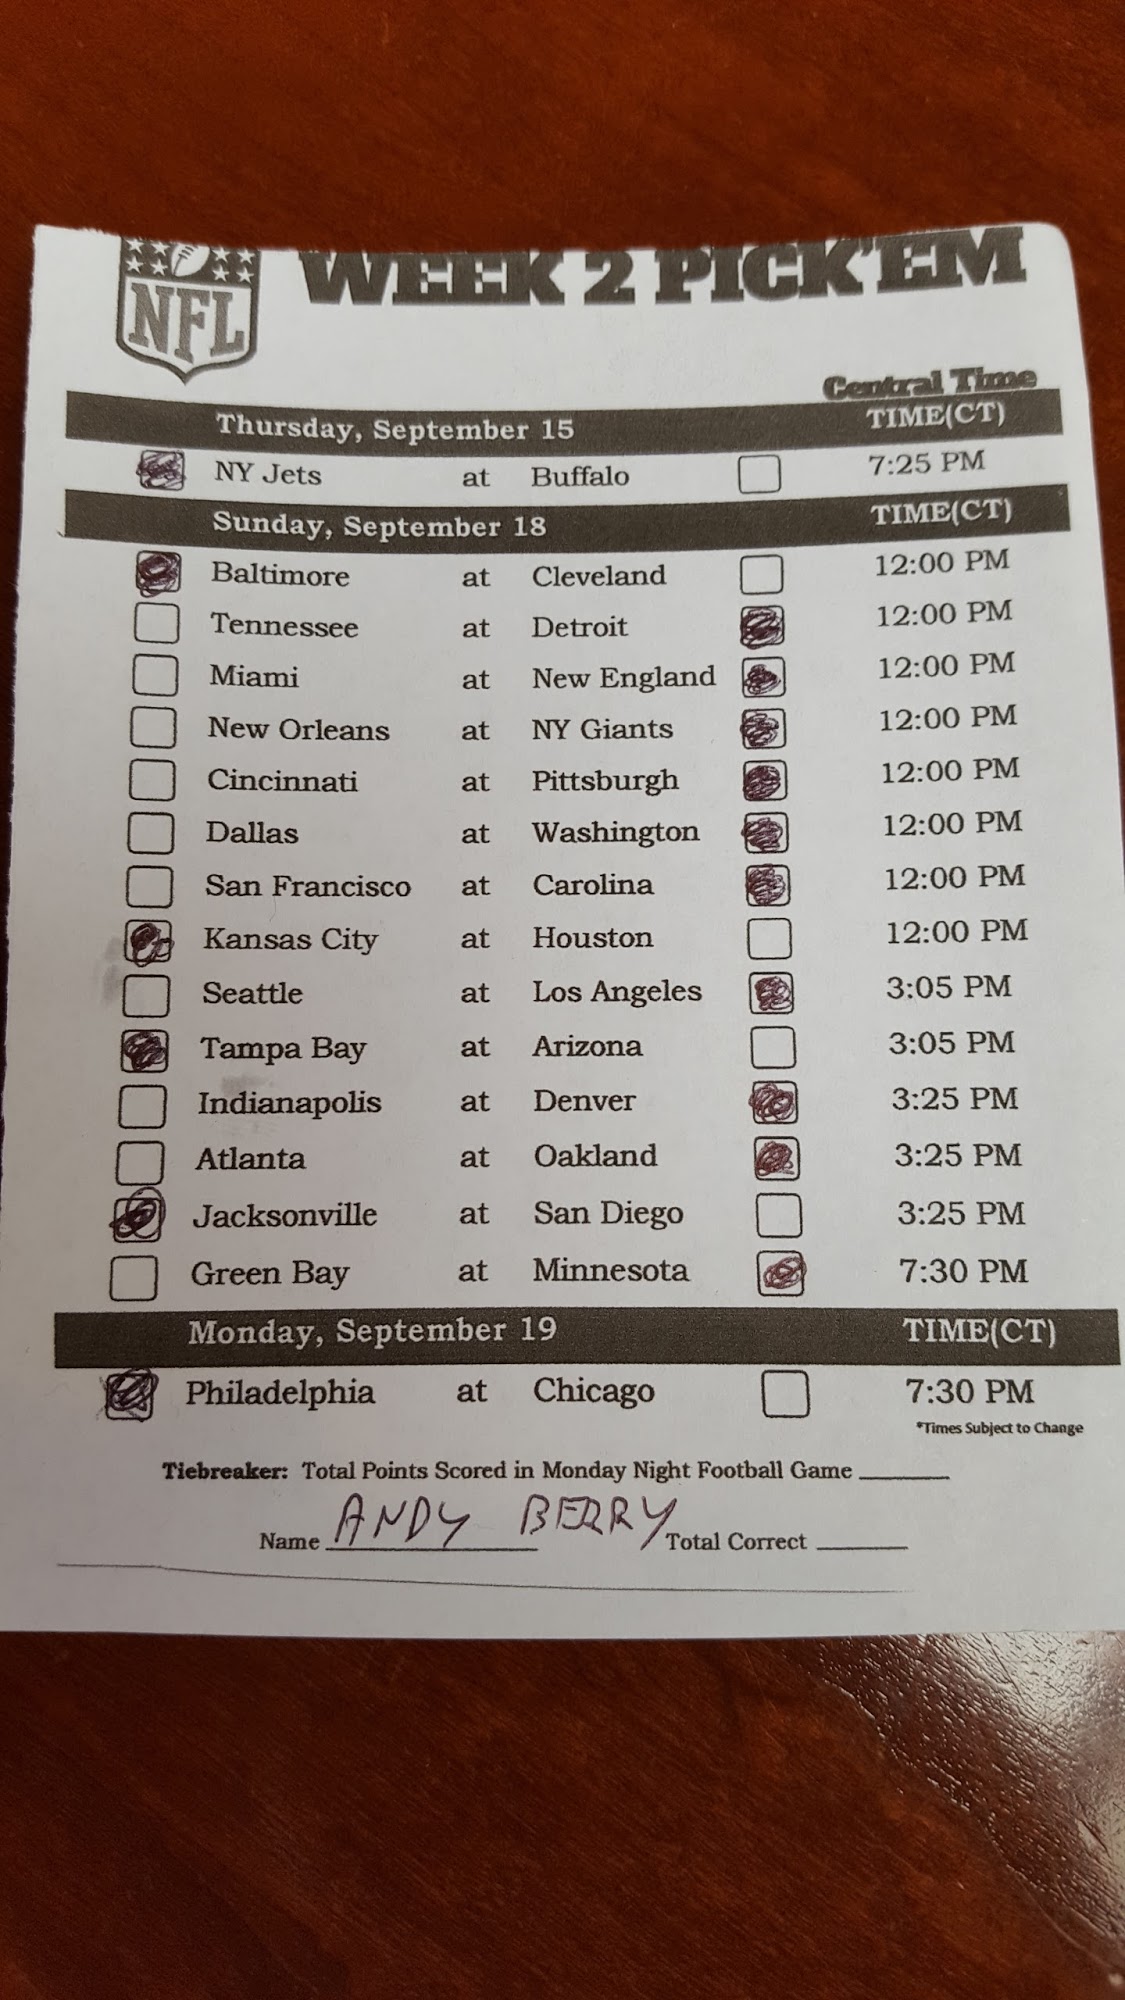 NFL
WEEK 2 PICK'EM
Central Time
Thursday, September 15 TIME(CT)
NY Jets at Buffalo 7:25 PM
Sunday, September 18 TIME(CT)
Baltimore at Cleveland 12:00 PM
Tennessee at Detroit 12:00 PM
Miami at New England 12:00 PM
New Orleans at NY Giants 12:00 PM
Cincinnati at Pittsburgh 12:00 PM
Dallas at Washington 12:00 PM
San Francisco at Carolina 12:00 PM
Kansas City at Houston 12:00 PM
Seattle at Los Angeles 3:05 PM
Tampa Bay at Arizona 3:05 PM
Indianapolis at Denver 3:25 PM
Atlanta at Oakland 3:25 PM
Jacksonville at San Diego 3:25 PM
Green Bay at Minnesota 7:30 PM
Monday, September 19 TIME(CT)
Philadelphia at Chicago 7:30 PM
*Times Subject to Change
Tiebreaker: Total Points Scored in Monday Night Football Game
Name ANDY BERRY Total Correct